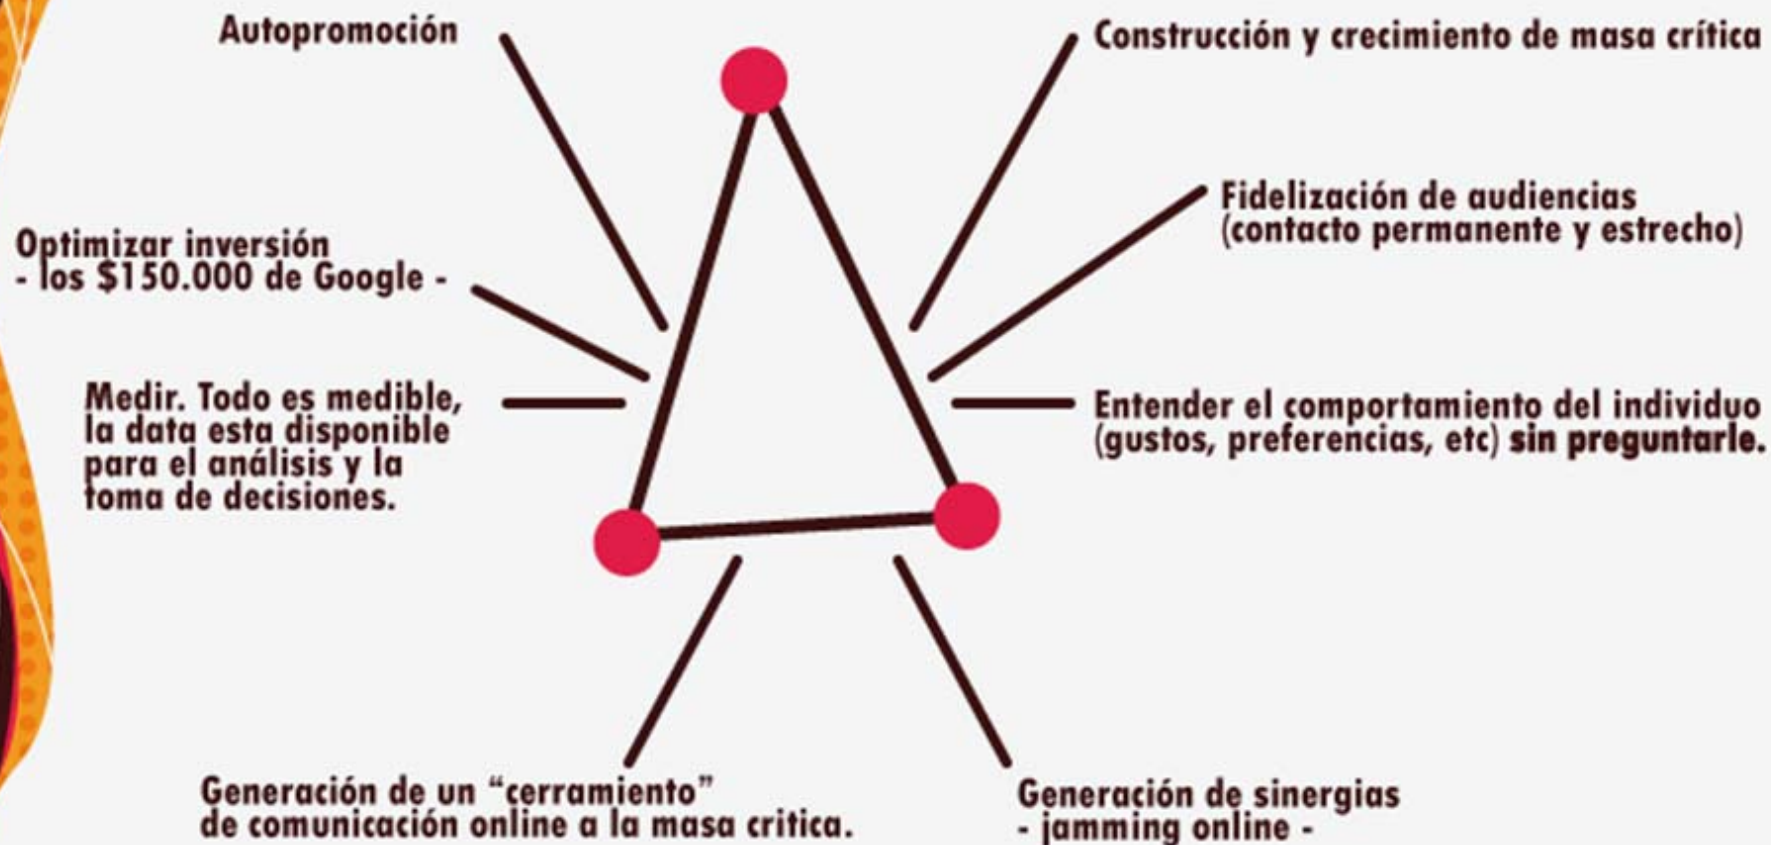 Autopromoción
Construcción y crecimiento de masa crítica
Fidelización de audiencias
(contacto permanente y estrecho)
Optimizar inversión
- los $150.000 de Google -
Medir. Todo es medible,
la data esta disponible
para el análisis y la
toma de decisiones.
Entender el comportamiento del individuo
(gustos, preferencias, etc) sin preguntarle.
Generación de un “cerramiento”
de comunicación online a la masa critica.
Generación de sinergias
- jamming online -